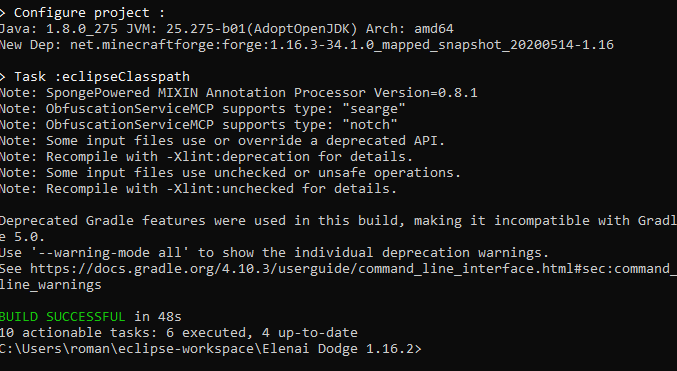 > Configure project :
Java: 1.8.0_275 JVM: 25.275-b01(AdoptOpenJDK) Arch: amd64
New Dep: net.minecraftforge:forge:1.16.3-34.1.0_mapped_snapshot_20200514-1.16
> Task :eclipseClasspath
Note: SpongePowered MIXIN Annotation Processor Version=0.8.1
Note: ObfuscationServiceMCP supports type: "searge"
Note: ObfuscationServiceMCP supports type: "notch"
Note: Some input files use or override a deprecated API.
Note: Recompile with -Xlint:deprecation for details.
Note: Some input files use unchecked or unsafe operations.
Note: Recompile with -Xlint:unchecked for details.
Deprecated Gradle features were used in this build, making it incompatible with Gradl
e 5.0.
Use '--warning-mode all' to show the individual deprecation warnings.
See https://docs.gradle.org/4.10.3/userguide/command_line_interface.html#sec:command_
line_warnings
BUILD SUCCESSFUL in 48s
10 actionable tasks: 6 executed, 4 up-to-date
C:\Users\roman\eclipse-workspace\Elenai Dodge 1.16.2>